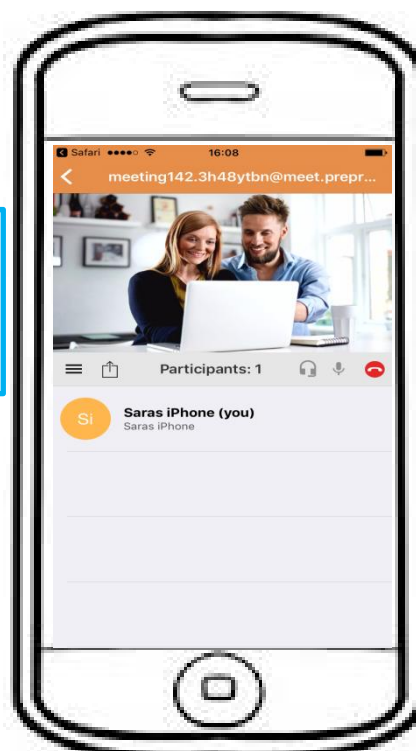 Safari 16:08
meeting142.3h48ytbn@meet.prepr...
Participants: 1
Si Saras iPhone (you)
Saras iPhone